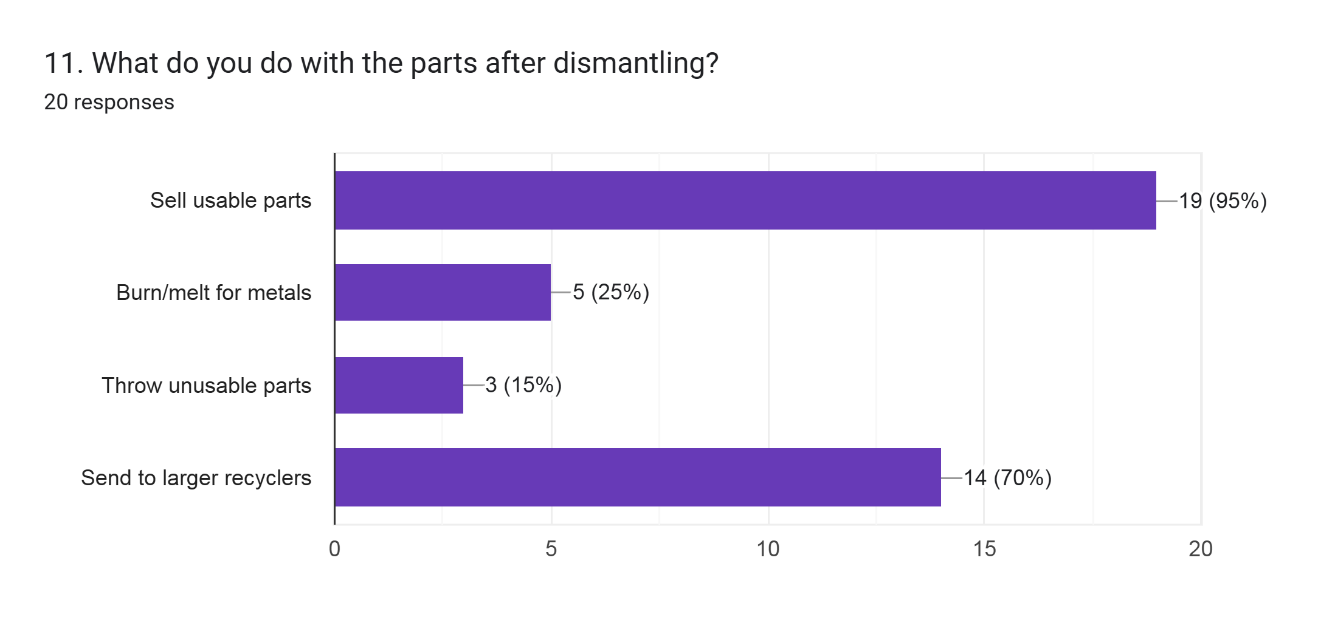 11. What do you do with the parts after dismantling?
20 responses
Sell usable parts
19 (95%)
Burn/melt for metals
5 (25%)
Throw unusable parts
3 (15%)
Send to larger recyclers
14 (70%)
0
5
10
15
20